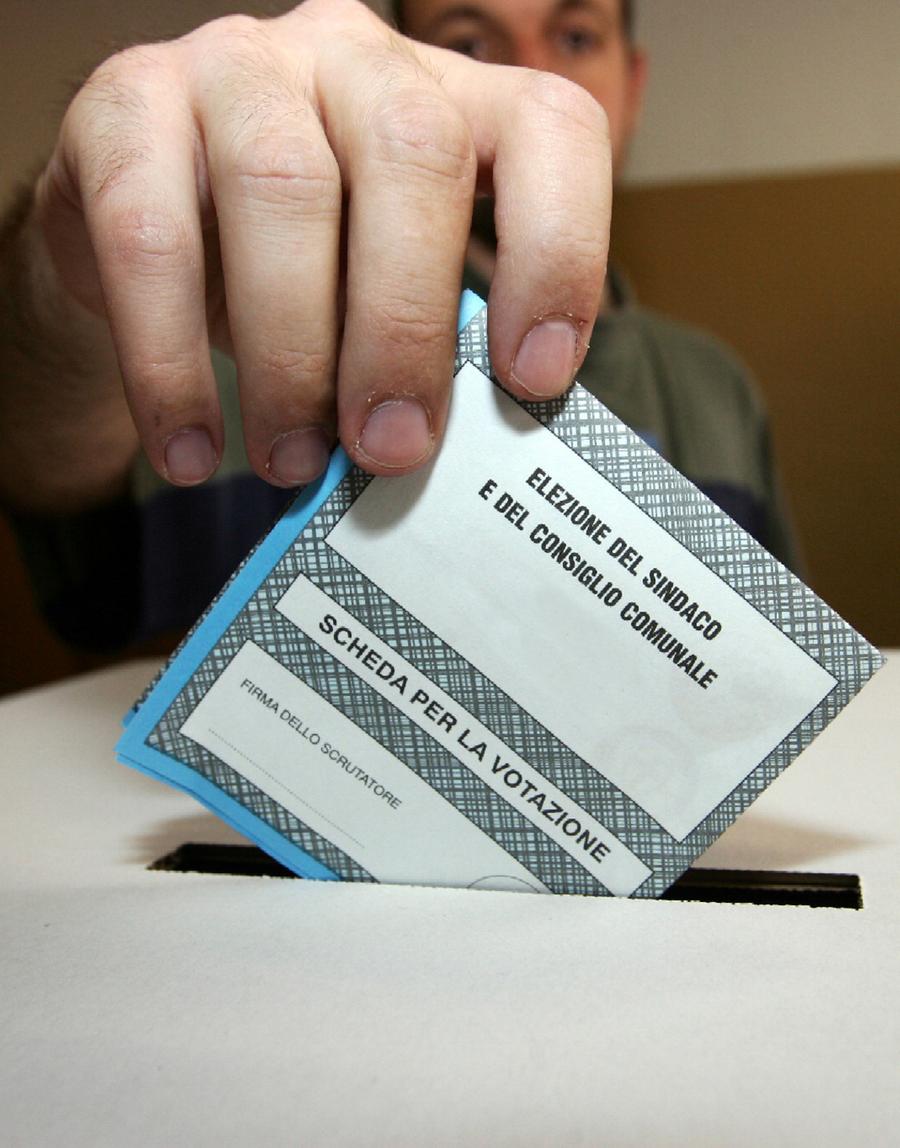 ELEZIONE DEL SINDACO
E DEL CONSIGLIO COMUNALE
SCHEDA PER LA VOTAZIONE
FIRMA DELLO SCRUTATORE